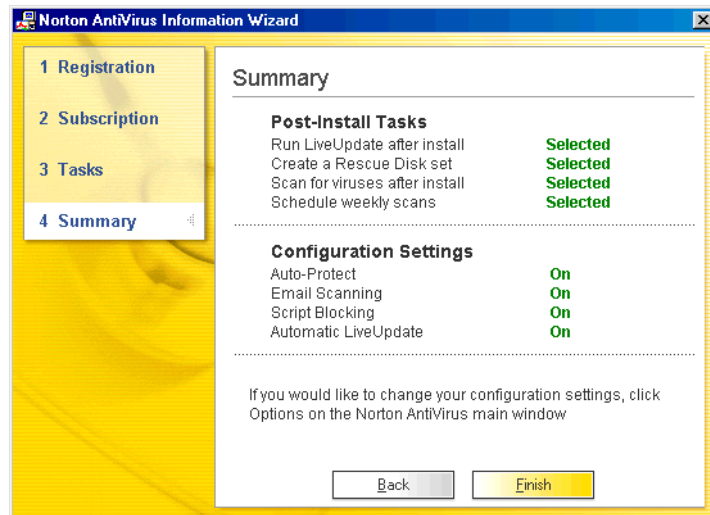 Norton AntiVirus Information Wizard
1 Registration
2 Subscription
3 Tasks
4 Summary
Summary
Post-Install Tasks
Run LiveUpdate after install Selected
Create a Rescue Disk set Selected
Scan for viruses after install Selected
Schedule weekly scans Selected
Configuration Settings
Auto-Protect On
Email Scanning On
Script Blocking On
Automatic LiveUpdate On
If you would like to change your configuration settings, click
Options on the Norton AntiVirus main window
Back Finish